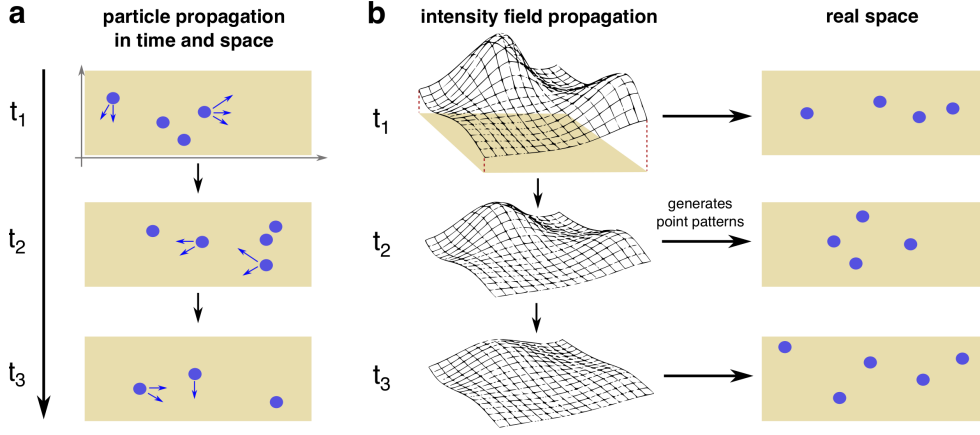 a
particle propagation
in time and space
t1
t2
t3
b
intensity field propagation
real space
t1
t2
generates
point patterns
t3